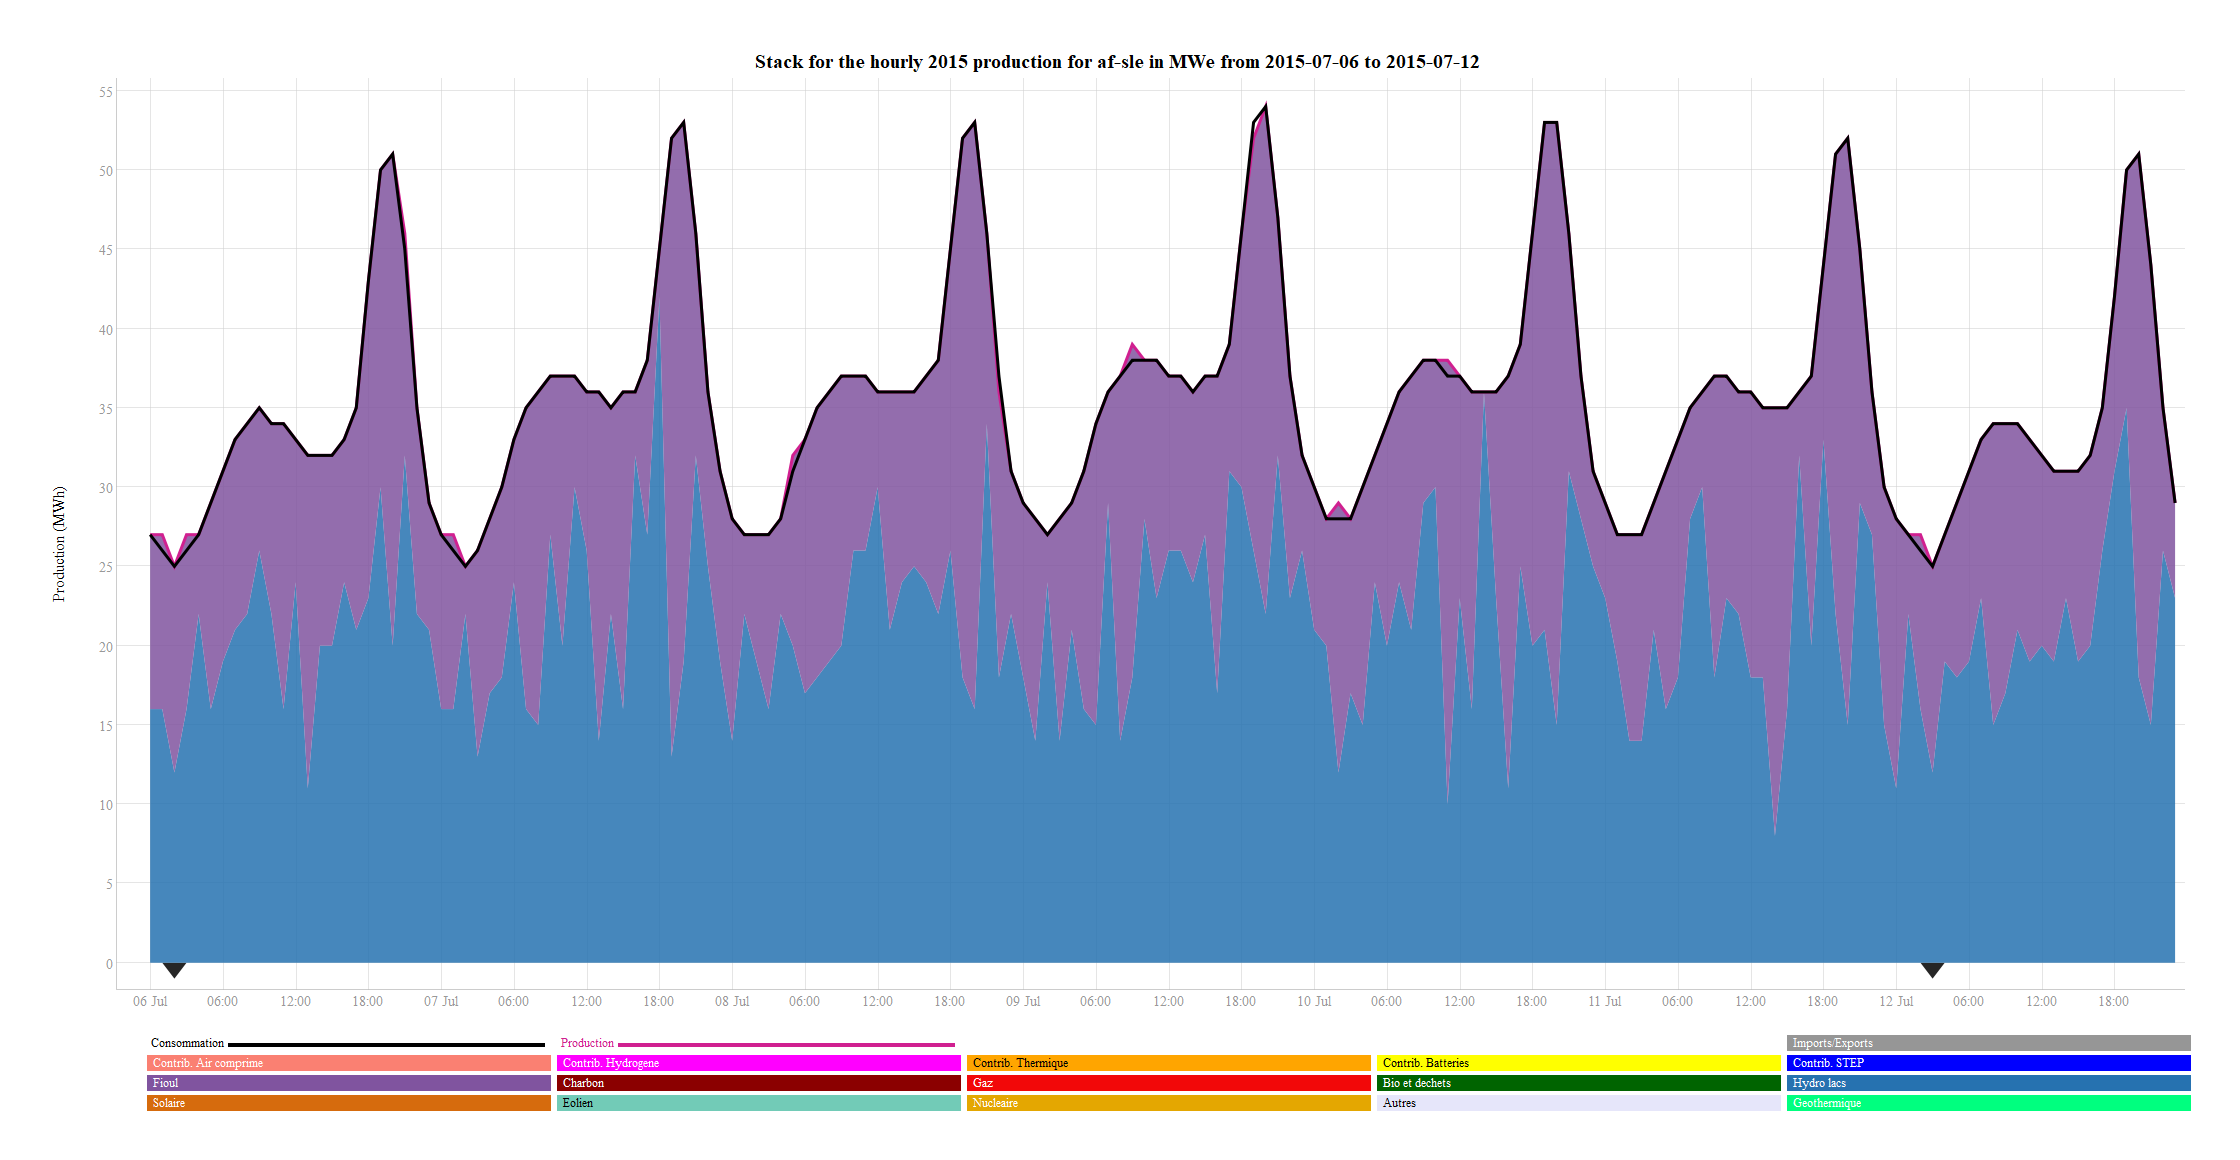 Stack for the hourly 2015 production for af-sle in MWe from 2015-07-06 to 2015-07-12
55
50
45
40
35
30
25
20
15
10
5
0
Production (MWh)
06 Jul 06:00 12:00 18:00 07 Jul 06:00 12:00 18:00 08 Jul 06:00 12:00 18:00 09 Jul 06:00 12:00 18:00 10 Jul 06:00 12:00 18:00 11 Jul 06:00 12:00 18:00 12 Jul 06:00 12:00 18:00
Consommation Production Imports/Exports
Contrib. Air comprime Contrib. Hydrogene Contrib. Thermique Contrib. Batteries Contrib. STEP
Fioul Charbon Gaz Bio et dechets Hydro lacs
Solaire Eolien Nucleaire Autres Geothermique